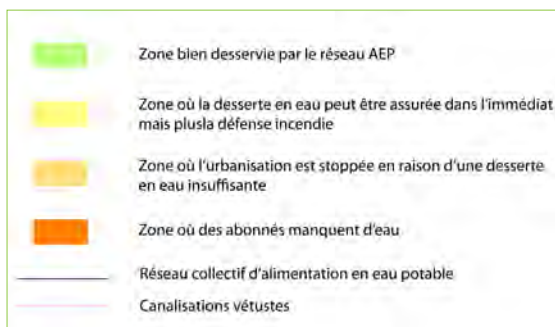 Zone bien desservie par le réseau AEP
Zone où la desserte en eau peut être assurée dans l'immédiat
mais plusla défense incendie
Zone où l'urbanisation est stoppée en raison d'une desserte
en eau insuffisante
Zone où des abonnés manquent d'eau
Réseau collectif d'alimentation en eau potable
Canalisations vétustes